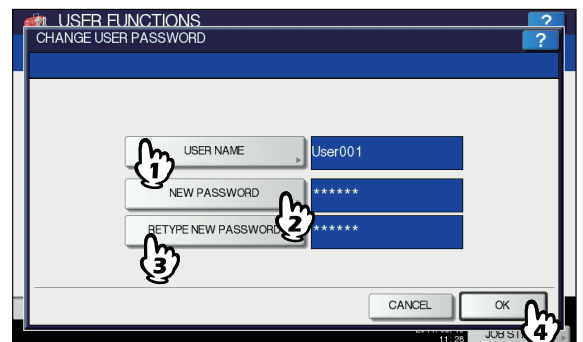 USER FUNCTIONS ?
CHANGE USER PASSWORD ?
USER NAME User001
1
NEW PASSWORD ******
2
RETYPE NEW PASSWORD ******
3
CANCEL OK
4
11:28 JOB